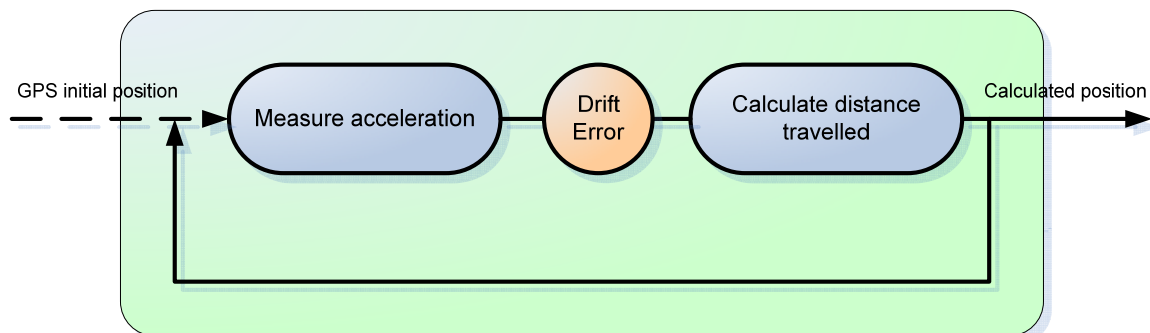 GPS initial position
Measure acceleration
Drift
Error
Calculate distance
travelled
Calculated position